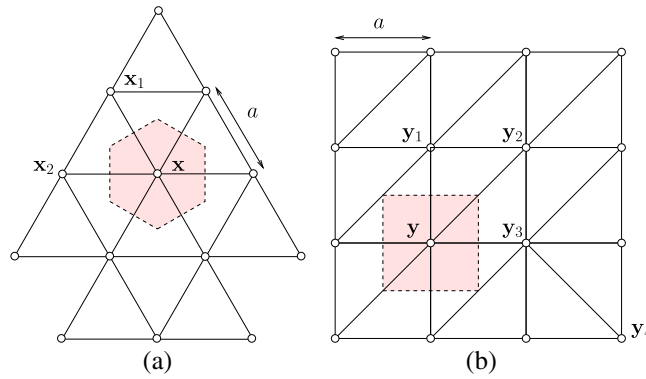 a
x₁
a
y₁ y₂
x₂ x
y y₃
y
(a) (b)